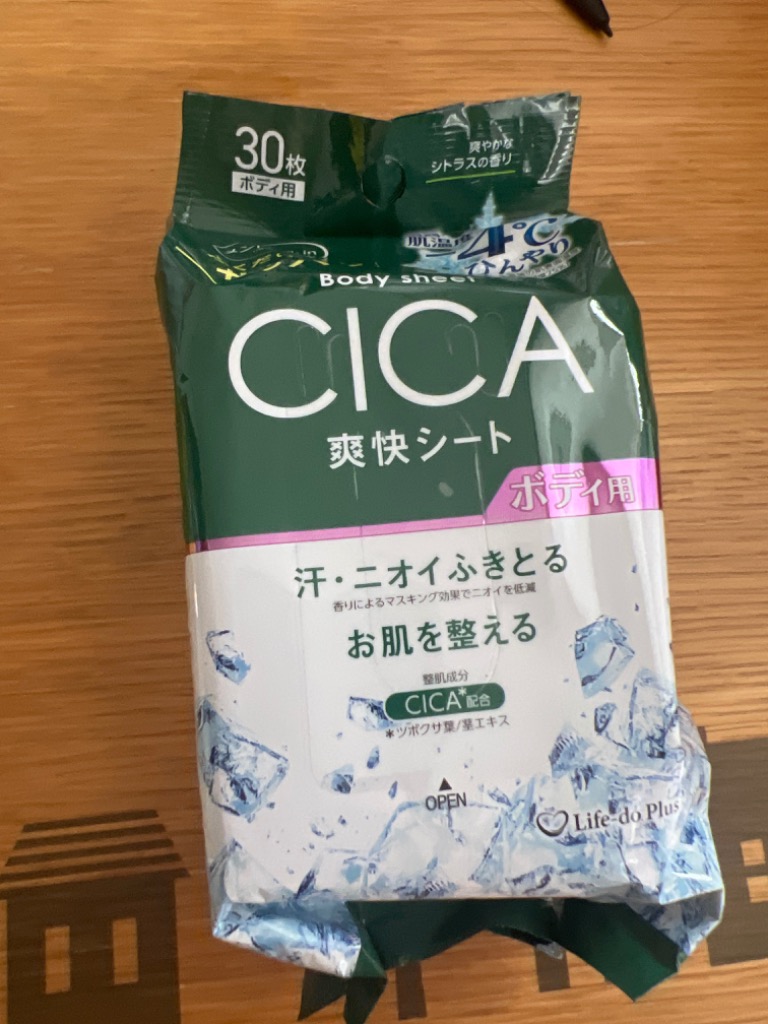 30枚
ボディ用
爽やかな
シトラスの香り
肌温度
-4℃
ひんやり
Body sheet
CICA
爽快シート
ボディ用
汗・ニオイふきとる
香りによるマスキング効果でニオイを低減
お肌を整える
整肌成分
CICA*配合
*ツボクサ葉/茎エキス
▲
OPEN
Life-do Plus